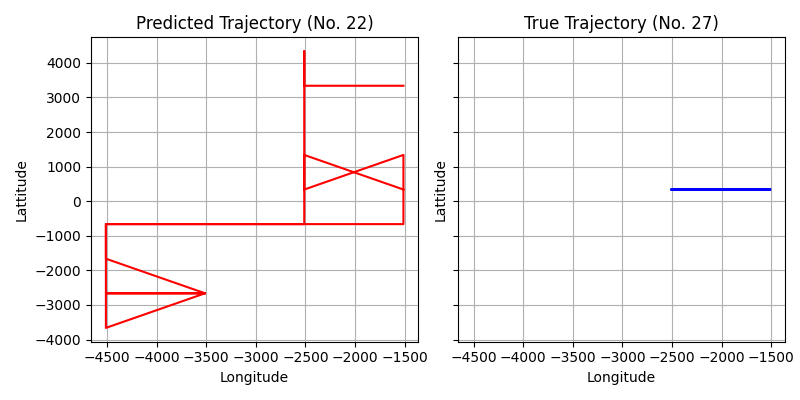 Predicted Trajectory (No. 22)
True Trajectory (No. 27)
Lattitude
4000
3000
2000
1000
0
−1000
−2000
−3000
−4000
−4500 −4000 −3500 −3000 −2500 −2000 −1500
Longitude
Lattitude
−4500 −4000 −3500 −3000 −2500 −2000 −1500
Longitude